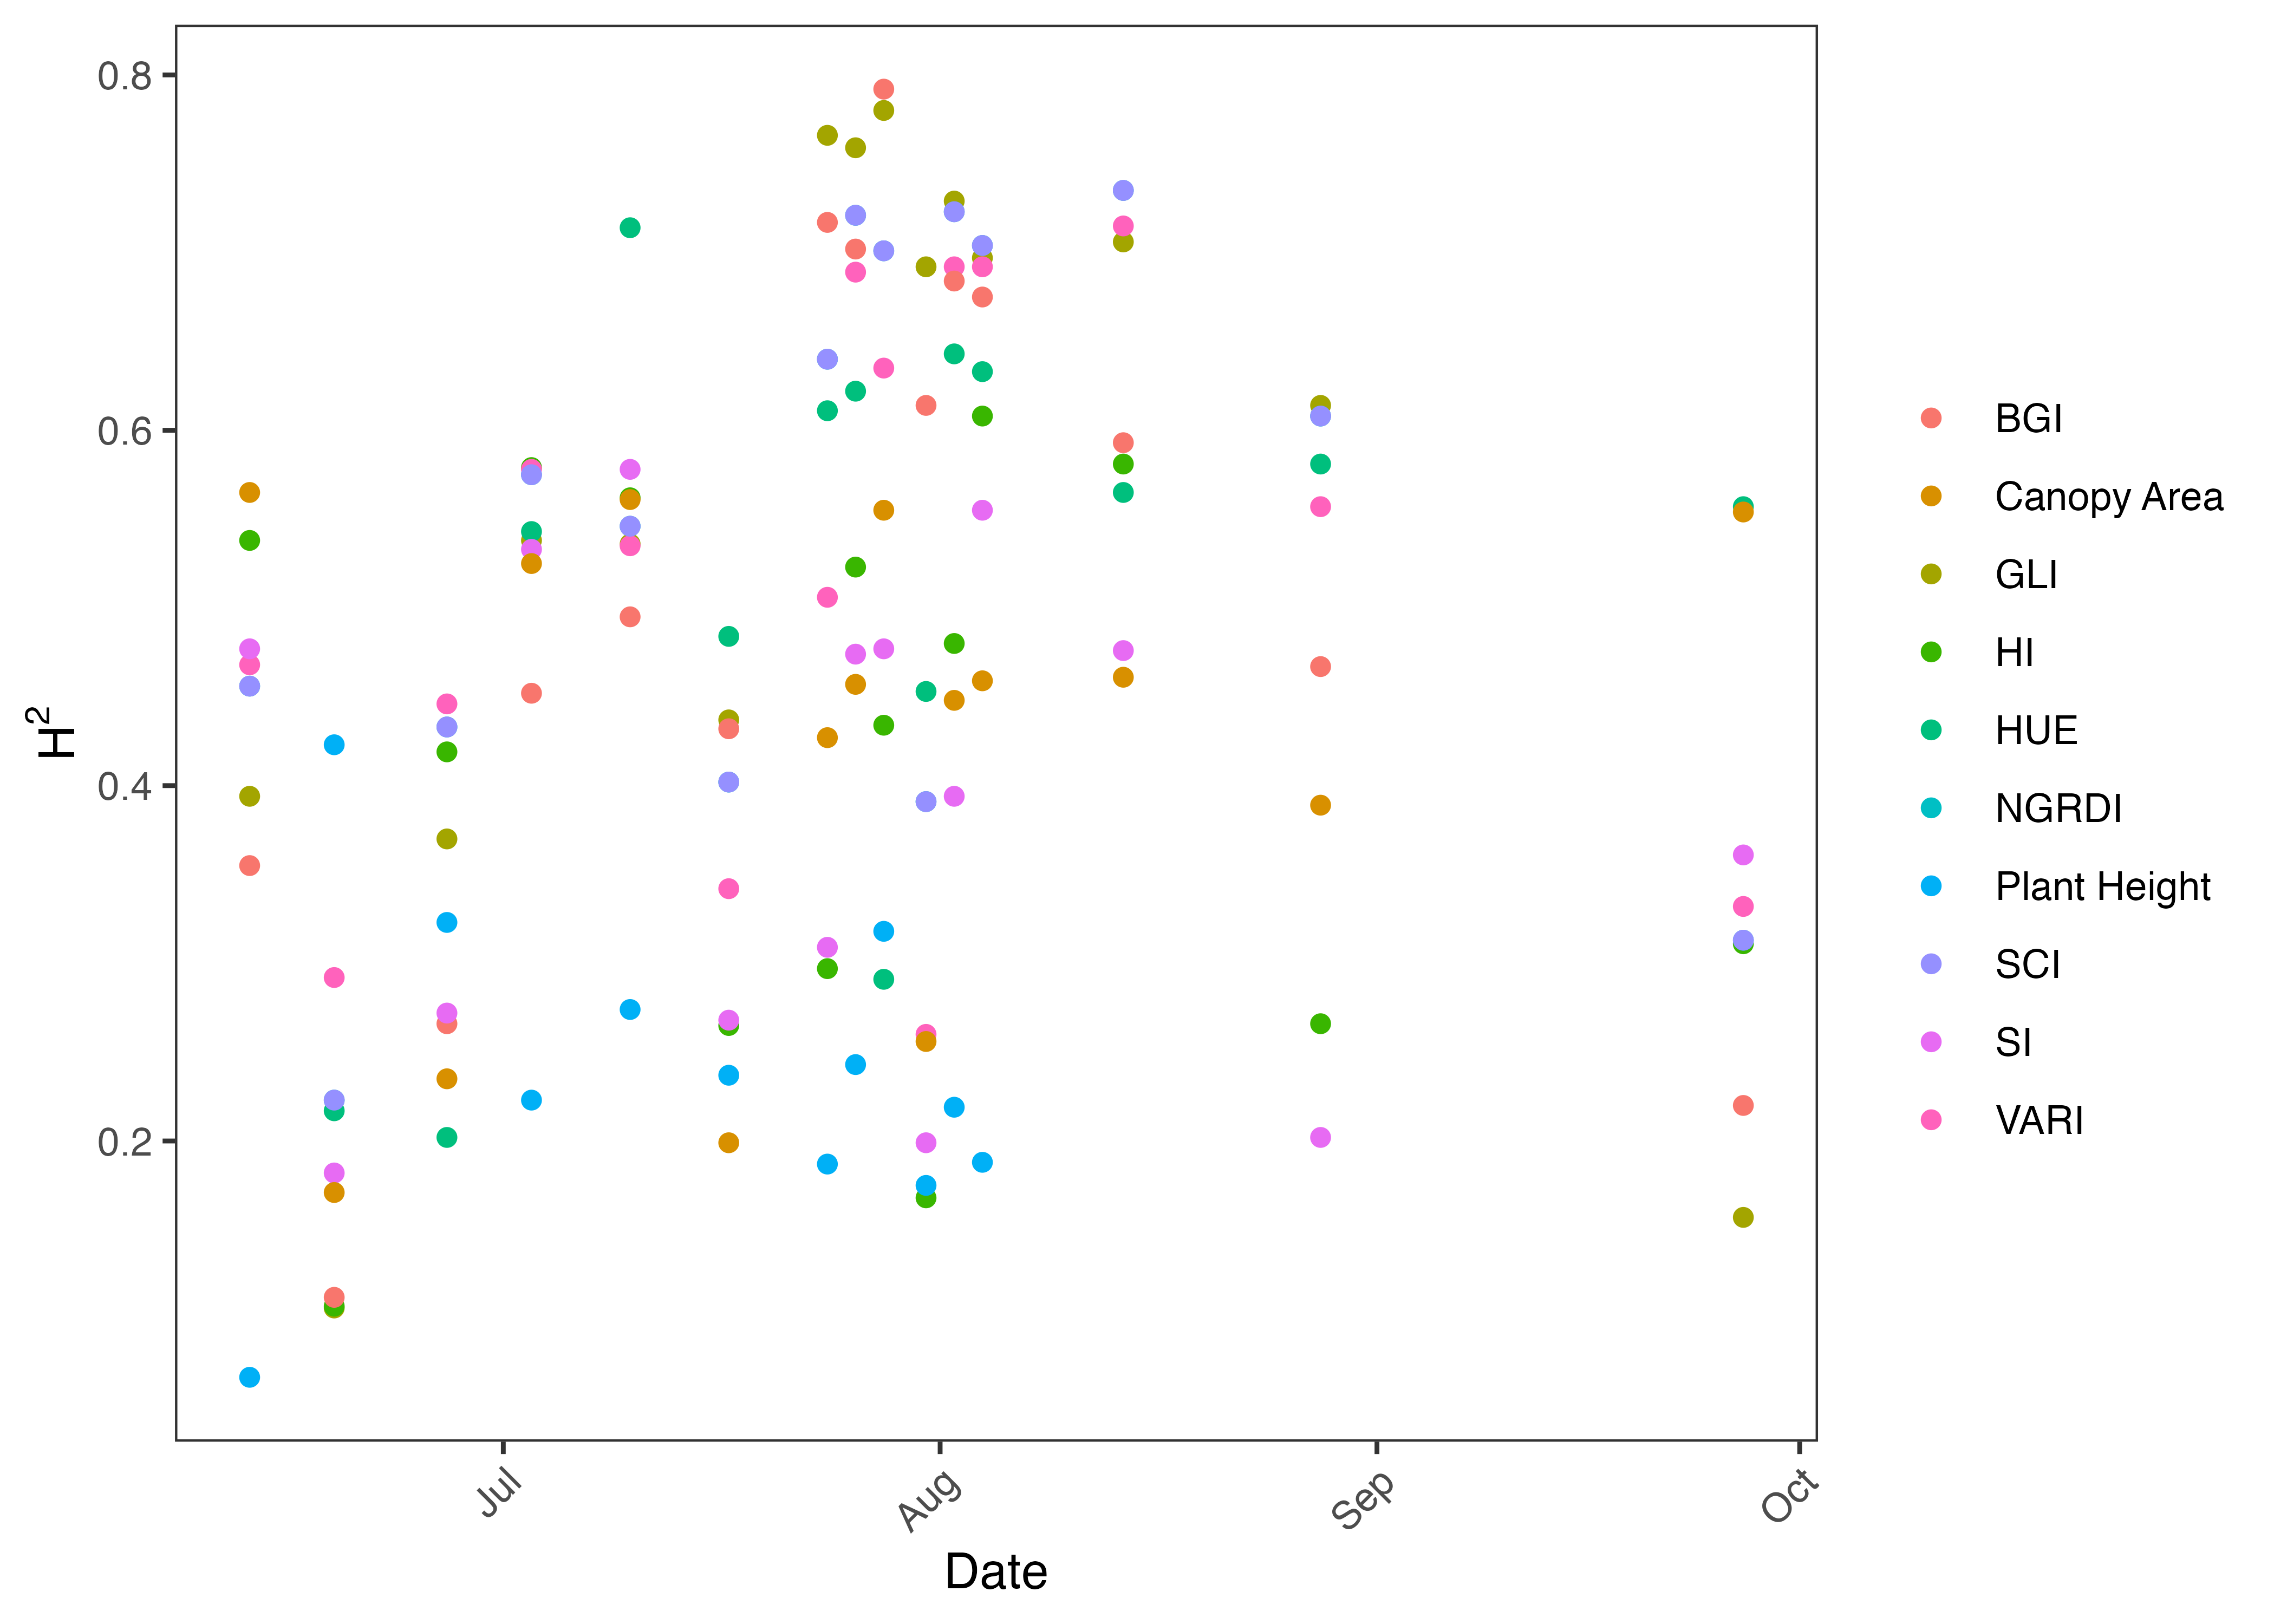 0.8
0.6
0.4
0.2
H²
Jul
Aug
Sep
Oct
Date
BGI
Canopy Area
GLI
HI
HUE
NGRDI
Plant Height
SCI
SI
VARI